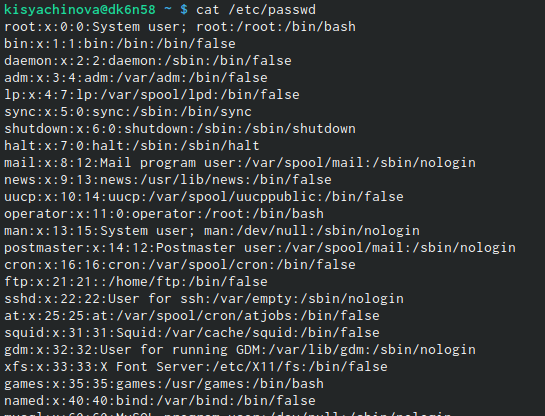 kisyachinova@dk6n58 ~ $ cat /etc/passwd
root:x:0:0:System user; root:/root:/bin/bash
bin:x:1:1:bin:/bin:/bin/false
daemon:x:2:2:daemon:/sbin:/bin/false
adm:x:3:4:adm:/var/adm:/bin/false
lp:x:4:7:lp:/var/spool/lpd:/bin/false
sync:x:5:0:sync:/sbin:/bin/sync
shutdown:x:6:0:shutdown:/sbin:/sbin/shutdown
halt:x:7:0:halt:/sbin:/sbin/halt
mail:x:8:12:Mail program user:/var/spool/mail:/sbin/nologin
news:x:9:13:news:/usr/lib/news:/bin/false
uucp:x:10:14:uucp:/var/spool/uucppublic:/bin/false
operator:x:11:0:operator:/root:/bin/bash
man:x:13:15:System user; man:/dev/null:/sbin/nologin
postmaster:x:14:12:Postmaster user:/var/spool/mail:/sbin/nologin
cron:x:16:16:cron:/var/spool/cron:/bin/false
ftp:x:21:21::/home/ftp:/bin/false
sshd:x:22:22:User for ssh:/var/empty:/sbin/nologin
at:x:25:25:at:/var/spool/cron/atjobs:/bin/false
squid:x:31:31:Squid:/var/cache/squid:/bin/false
gdm:x:32:32:User for running GDM:/var/lib/gdm:/sbin/nologin
xfs:x:33:33:X Font Server:/etc/X11/fs:/bin/false
games:x:35:35:games:/usr/games:/bin/bash
named:x:40:40:bind:/var/bind:/bin/false
mysql:x:60:60:MySQL program user:/dev/null:/sbin/nologin